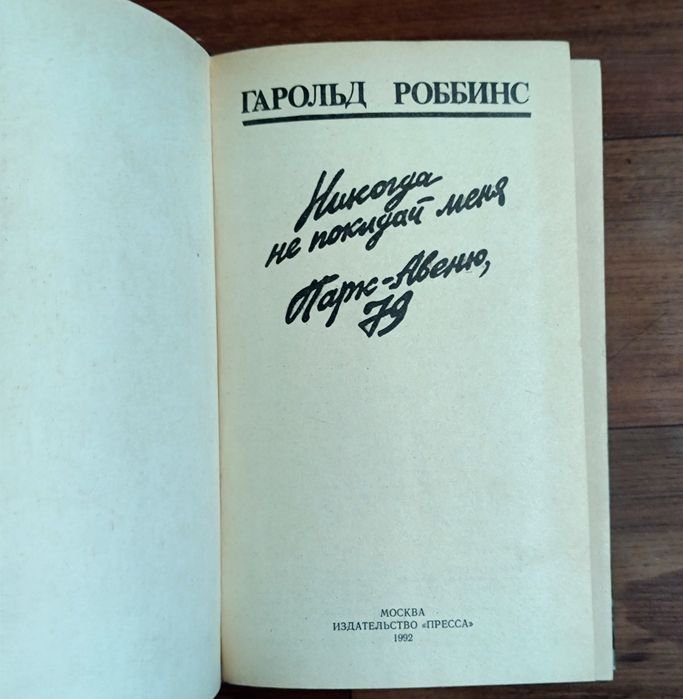 ГАРОЛЬД РОББИНС
Никогда
не покидай меня
Парк-Авеню,
79
МОСКВА
ИЗДАТЕЛЬСТВО «ПРЕССА»
1992